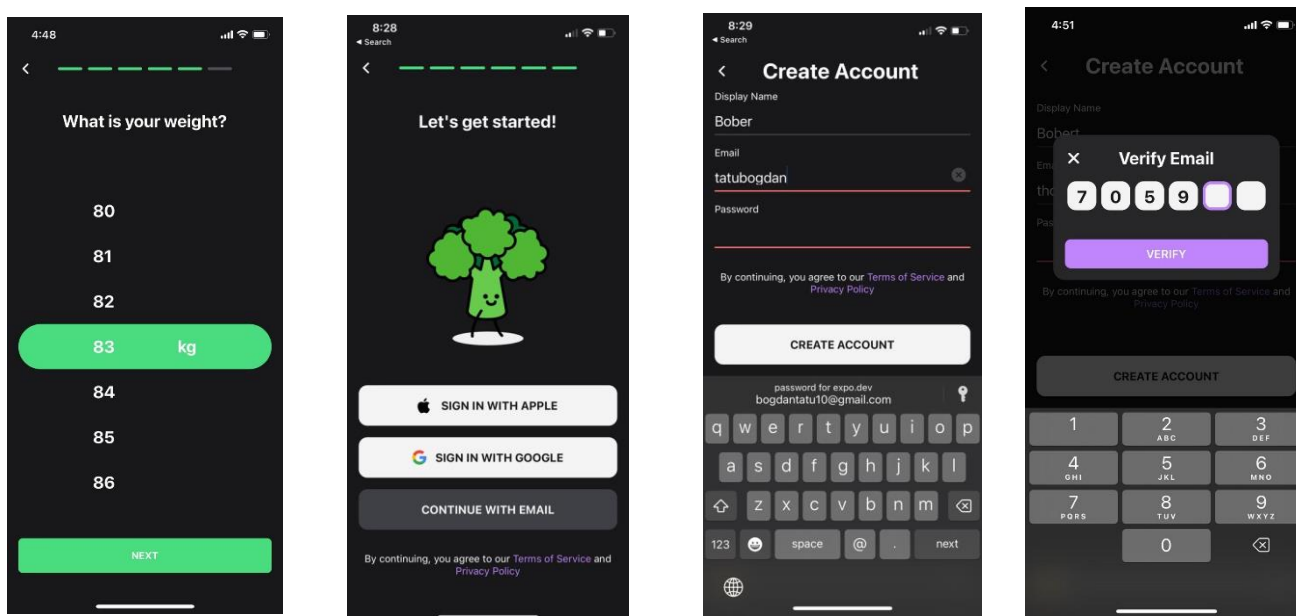 4:48
What is your weight?
80
81
82
83 kg
84
85
86
NEXT
8:28
◀ Search
Let's get started!
SIGN IN WITH APPLE
SIGN IN WITH GOOGLE
CONTINUE WITH EMAIL
By continuing, you agree to our Terms of Service and
Privacy Policy
8:29
◀ Search
Create Account
Display Name
Bober
Email
tatubogdan
Password
By continuing, you agree to our Terms of Service and
Privacy Policy
CREATE ACCOUNT
password for expo.dev
bogdantatu10@gmail.com
q w e r t y u i o p
a s d f g h j k l
z x c v b n m
123 space @ . next
4:51
Create Account
Display Name
Bobert
Em
tho
Pas
Verify Email
7 0 5 9
VERIFY
By continuing, you agree to our Terms of Service and
Privacy Policy
CREATE ACCOUNT
1 2 3
ABC DEF
4 5 6
GHI JKL MNO
7 8 9
PQRS TUV WXYZ
0